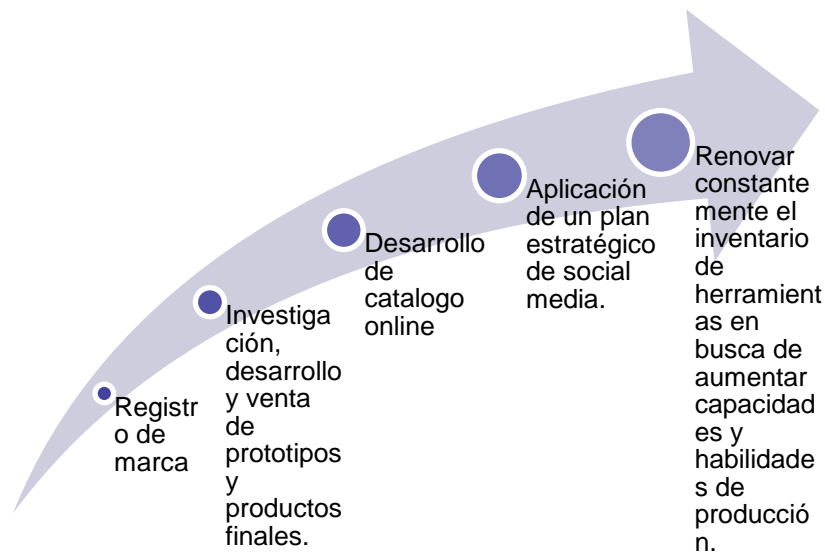 Registr
o de
marca
Investiga
ción,
desarrollo
y venta
de
prototipos
y
productos
finales.
Desarrollo
de
catalogo
online
Aplicación
de un plan
estratégico
de social
media.
Renovar
constante
mente el
inventario
de
herramient
as en
busca de
aumentar
capacidad
es y
habilidade
s de
producció
n.